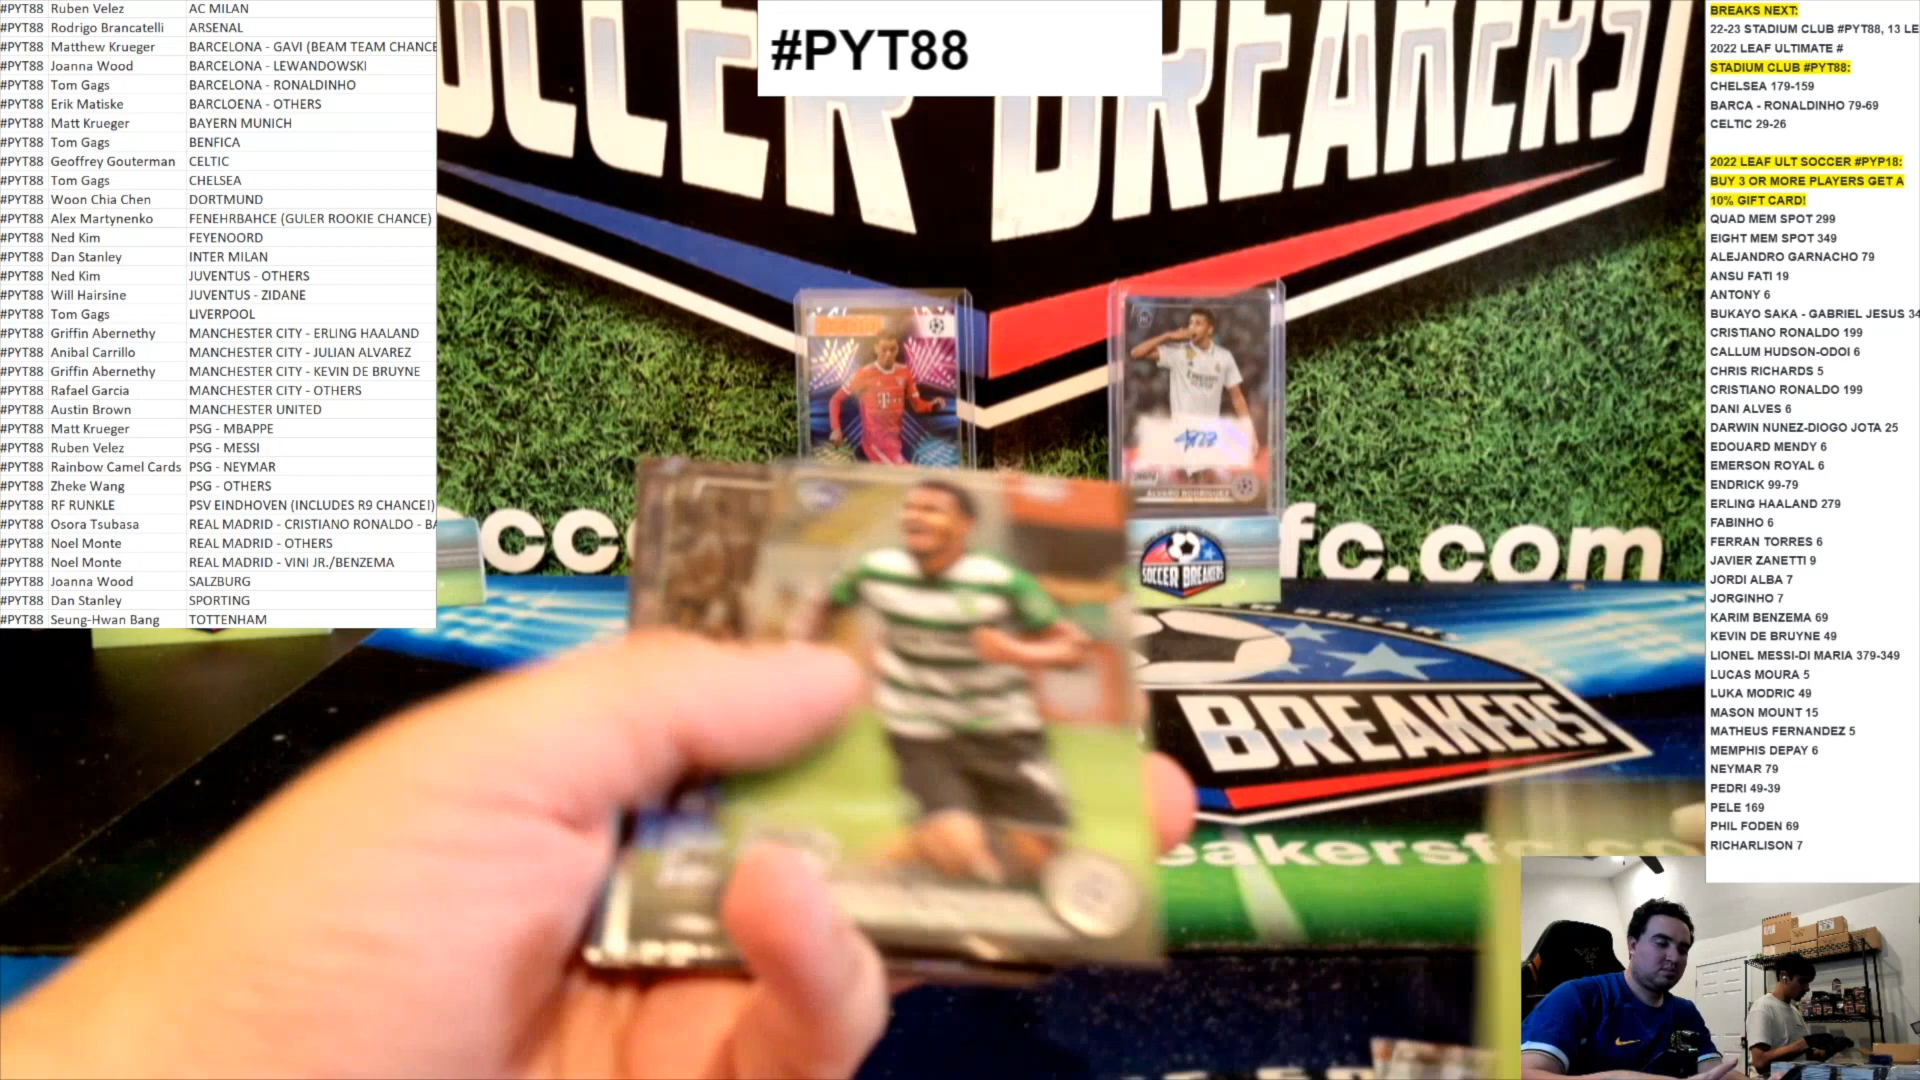 #PYT88 Ruben Velez AC MILAN
#PYT88 Rodrigo Brancatelli ARSENAL
#PYT88 Matthew Krueger BARCELONA - GAVI (BEAM TEAM CHANCE
#PYT88 Joanna Wood BARCELONA - LEWANDOWSKI
#PYT88 Tom Gags BARCELONA - RONALDINHO
#PYT88 Erik Matiske BARCLOENA - OTHERS
#PYT88 Matt Krueger BAYERN MUNICH
#PYT88 Tom Gags BENFICA
#PYT88 Geoffrey Gouterman CELTIC
#PYT88 Tom Gags CHELSEA
#PYT88 Woon Chia Chen DORTMUND
#PYT88 Alex Martynenko FENEHRBAHCE (GULER ROOKIE CHANCE)
#PYT88 Ned Kim FEYENOORD
#PYT88 Dan Stanley INTER MILAN
#PYT88 Ned Kim JUVENTUS - OTHERS
#PYT88 Will Hairsine JUVENTUS - ZIDANE
#PYT88 Tom Gags LIVERPOOL
#PYT88 Griffin Abernethy MANCHESTER CITY - ERLING HAALAND
#PYT88 Anibal Carrillo MANCHESTER CITY - JULIAN ALVAREZ
#PYT88 Griffin Abernethy MANCHESTER CITY - KEVIN DE BRUYNE
#PYT88 Rafael Garcia MANCHESTER CITY - OTHERS
#PYT88 Austin Brown MANCHESTER UNITED
#PYT88 Matt Krueger PSG - MBAPPE
#PYT88 Ruben Velez PSG - MESSI
#PYT88 Rainbow Camel Cards PSG - NEYMAR
#PYT88 Zheke Wang PSG - OTHERS
#PYT88 RF RUNKLE PSV EINDHOVEN (INCLUDES R9 CHANCE!)
#PYT88 Osora Tsubasa REAL MADRID - CRISTIANO RONALDO - BA
#PYT88 Noel Monte REAL MADRID - OTHERS
#PYT88 Noel Monte REAL MADRID - VINI JR./BENZEMA
#PYT88 Joanna Wood SALZBURG
#PYT88 Dan Stanley SPORTING
#PYT88 Seung-Hwan Bang TOTTENHAM
#PYT88
SOCCER BREAKERS
fc.com
SOCCER BREAKERS
BREAKERS
eakersfc.co
BREAKS NEXT:
22-23 STADIUM CLUB #PYT88, 13 LE
2022 LEAF ULTIMATE #
STADIUM CLUB #PYT88:
CHELSEA 179-159
BARCA - RONALDINHO 79-69
CELTIC 29-26
2022 LEAF ULT SOCCER #PYP18:
BUY 3 OR MORE PLAYERS GET A
10% GIFT CARD!
QUAD MEM SPOT 299
EIGHT MEM SPOT 349
ALEJANDRO GARNACHO 79
ANSU FATI 19
ANTONY 6
BUKAYO SAKA - GABRIEL JESUS 34
CRISTIANO RONALDO 199
CALLUM HUDSON-ODOI 6
CHRIS RICHARDS 5
CRISTIANO RONALDO 199
DANI ALVES 6
DARWIN NUNEZ-DIOGO JOTA 25
EDOUARD MENDY 6
EMERSON ROYAL 6
ENDRICK 99-79
ERLING HAALAND 279
FABINHO 6
FERRAN TORRES 6
JAVIER ZANETTI 9
JORDI ALBA 7
JORGINHO 7
KARIM BENZEMA 69
KEVIN DE BRUYNE 49
LIONEL MESSI-DI MARIA 379-349
LUCAS MOURA 5
LUKA MODRIC 49
MASON MOUNT 15
MATHEUS FERNANDEZ 5
MEMPHIS DEPAY 6
NEYMAR 79
PEDRI 49-39
PELE 169
PHIL FODEN 69
RICHARLISON 7